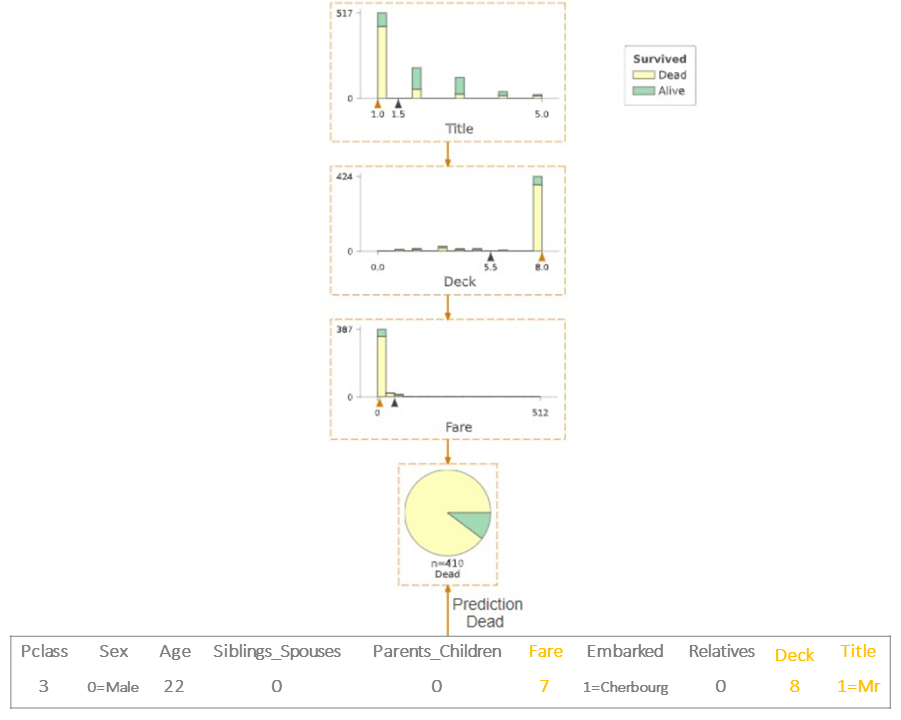 517
0
1.0 1.5 5.0
Title
Survived
Dead
Alive
424
0
0.0 5.5 8.0
Deck
387
0
0 512
Fare
n=410
Dead
Prediction
Dead
Pclass Sex Age Siblings_Spouses Parents_Children Fare Embarked Relatives Deck Title
3 0=Male 22 0 0 7 1=Cherbourg 0 8 1=Mr